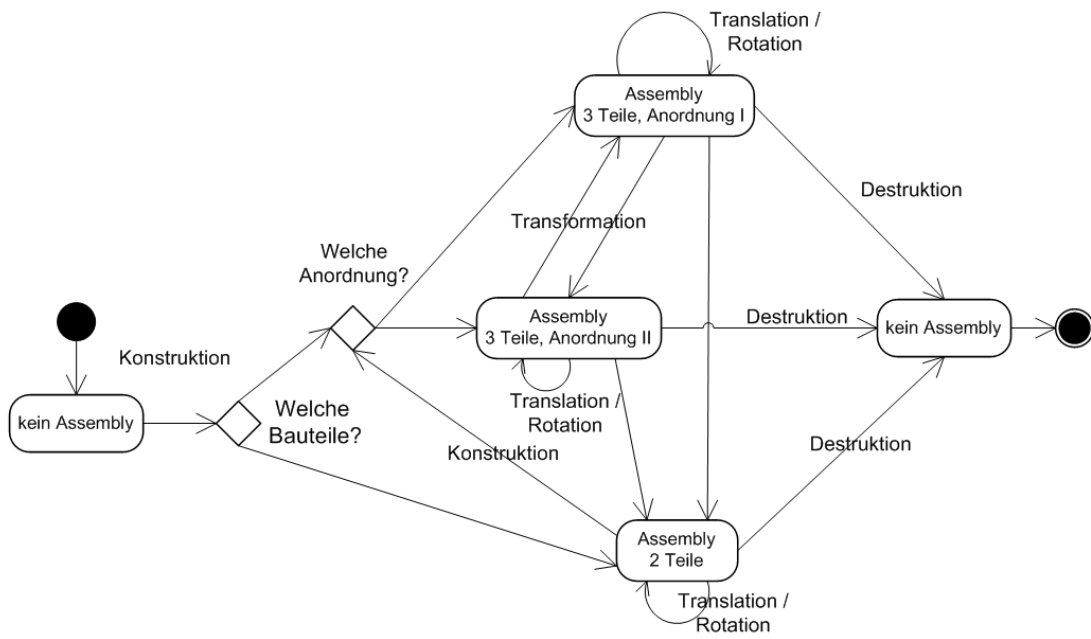 Translation /
Rotation
Assembly
3 Teile, Anordnung I
Destruktion
Transformation
Welche
Anordnung?
Assembly
3 Teile, Anordnung II
Destruktion
kein Assembly
Konstruktion
kein Assembly
Welche
Bauteile?
Translation /
Rotation
Konstruktion
Destruktion
Assembly
2 Teile
Translation /
Rotation